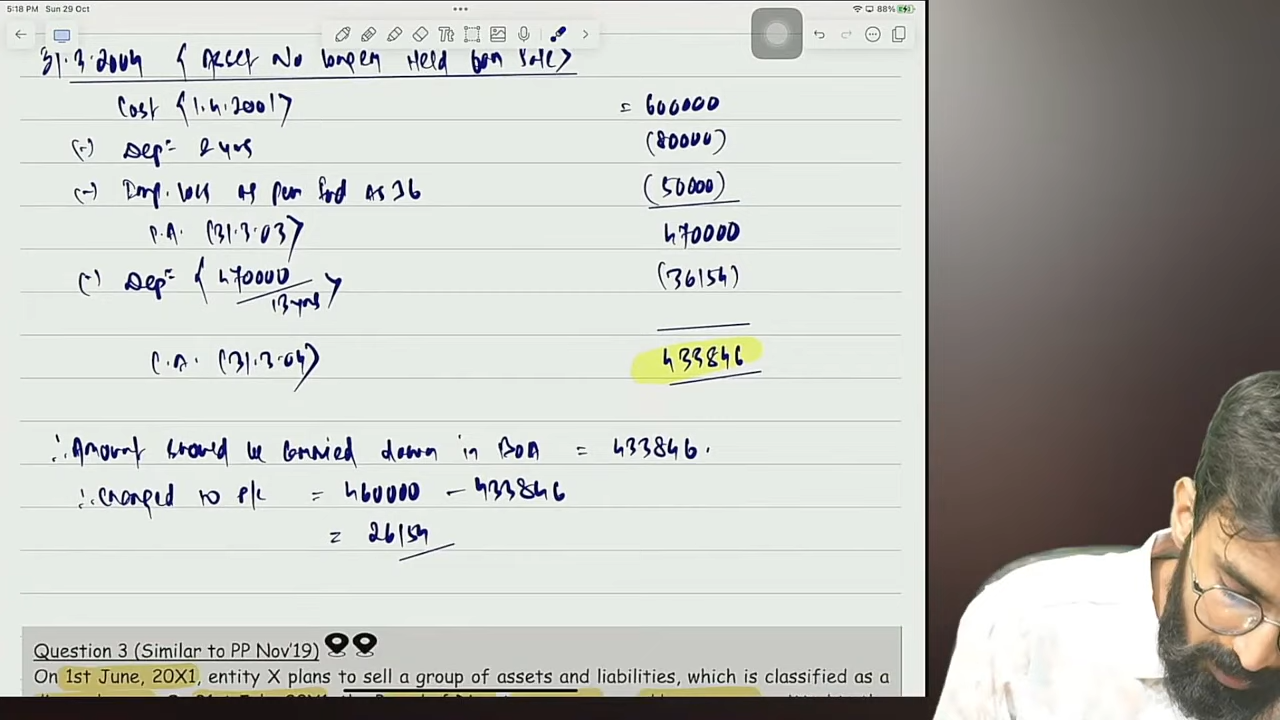 5:18 PM Sun 29 Oct
88%
31.3.2004 { Asset No longer Held for Sale}
Cost {1.4.2001} = 600000
(-) Depn 2 yrs (80000)
(-) Imp. loss as per Ind AS 36 (50000)
C.A. (31.3.03) 470000
(-) Depn { 470000 / 13 yrs } (36154)
C.A. (31.3.04) 433846
∴ Amount should be carried down in Books = 433846.
∴ Charged to P/L = 460000 - 433846
= 26154
Question 3 (Similar to PP Nov'19)
On 1st June, 20X1, entity X plans to sell a group of assets and liabilities, which is classified as a